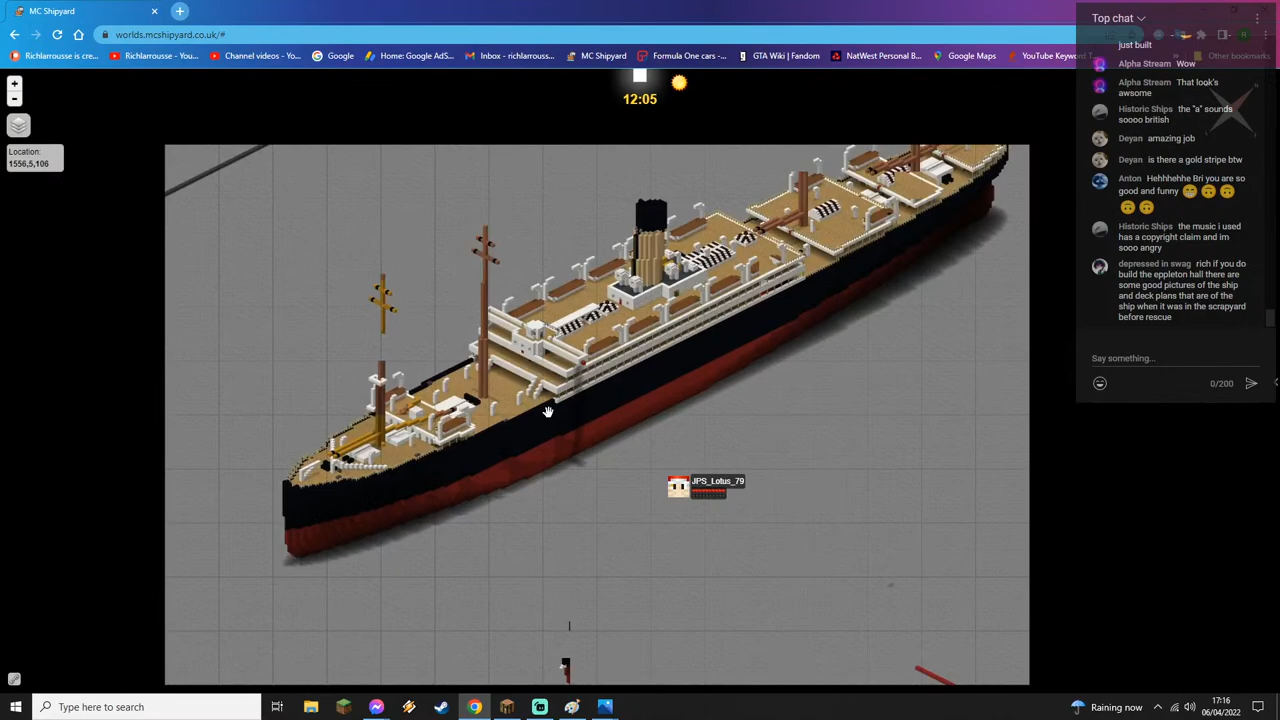 MC Shipyard
Top chat
worlds.mcshipyard.co.uk/#
Richlarrousse is cre...
Richlarrousse - Yo...
Channel videos - Yo...
Google
Home: Google AdS...
Inbox - richlarrous...
MC Shipyard
Formula One cars -...
GTA Wiki | Fandom
NatWest Personal B...
Google Maps
YouTube Keyword
Other bookmarks
12:05
Location:
1556,5,106
just built
Alpha Stream Wow
Alpha Stream That look's
awsome
Historic Ships the "a" sounds
soooo british
Deyan amazing job
Deyan is there a gold stripe btw
Anton Hehhhehhe Bri you are so
good and funny
Historic Ships the music i used
has a copyright claim and im
sooo angry
depressed in swag rich if you do
build the eppleton hall there are
some good pictures of the ship
and deck plans that are of the
ship when it was in the scrapyard
before rescue
Say something...
0/200
JPS_Lotus_79
Type here to search
Raining now
17:16
06/04/2022